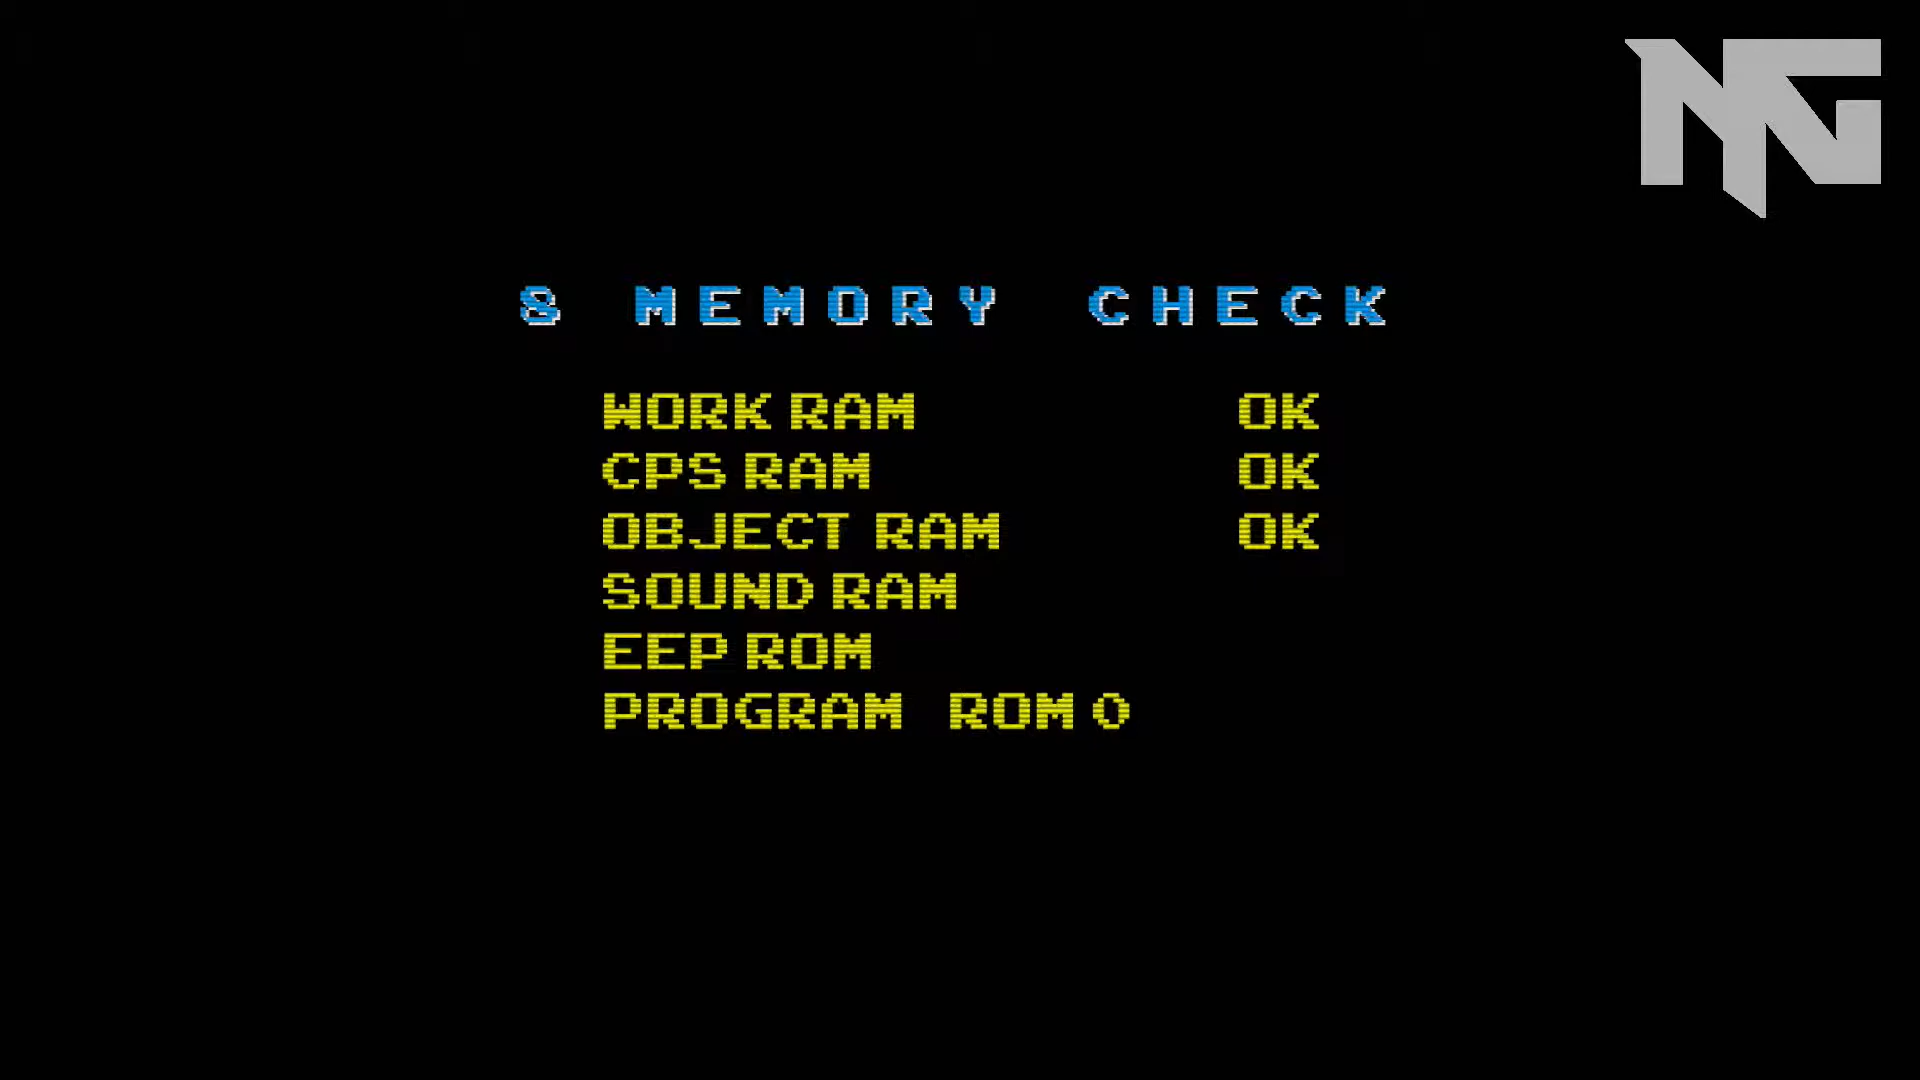 8 MEMORY CHECK
WORK RAM OK
CPS RAM OK
OBJECT RAM OK
SOUND RAM
EEP ROM
PROGRAM ROM 0